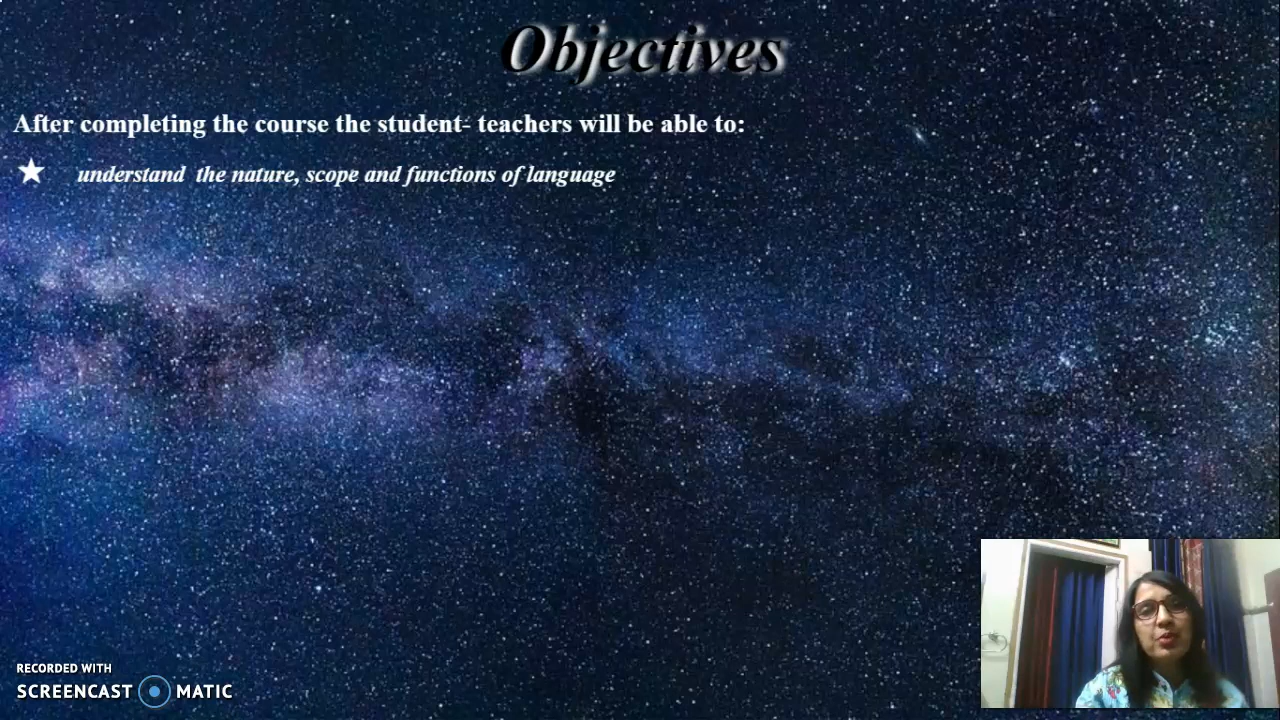 Objectives
After completing the course the student- teachers will be able to:
understand the nature, scope and functions of language
RECORDED WITH
SCREENCAST MATIC